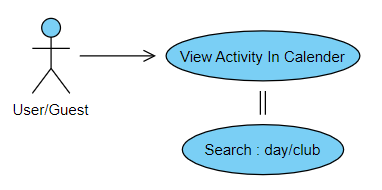 View Activity In Calender
User/Guest
Search : day/club